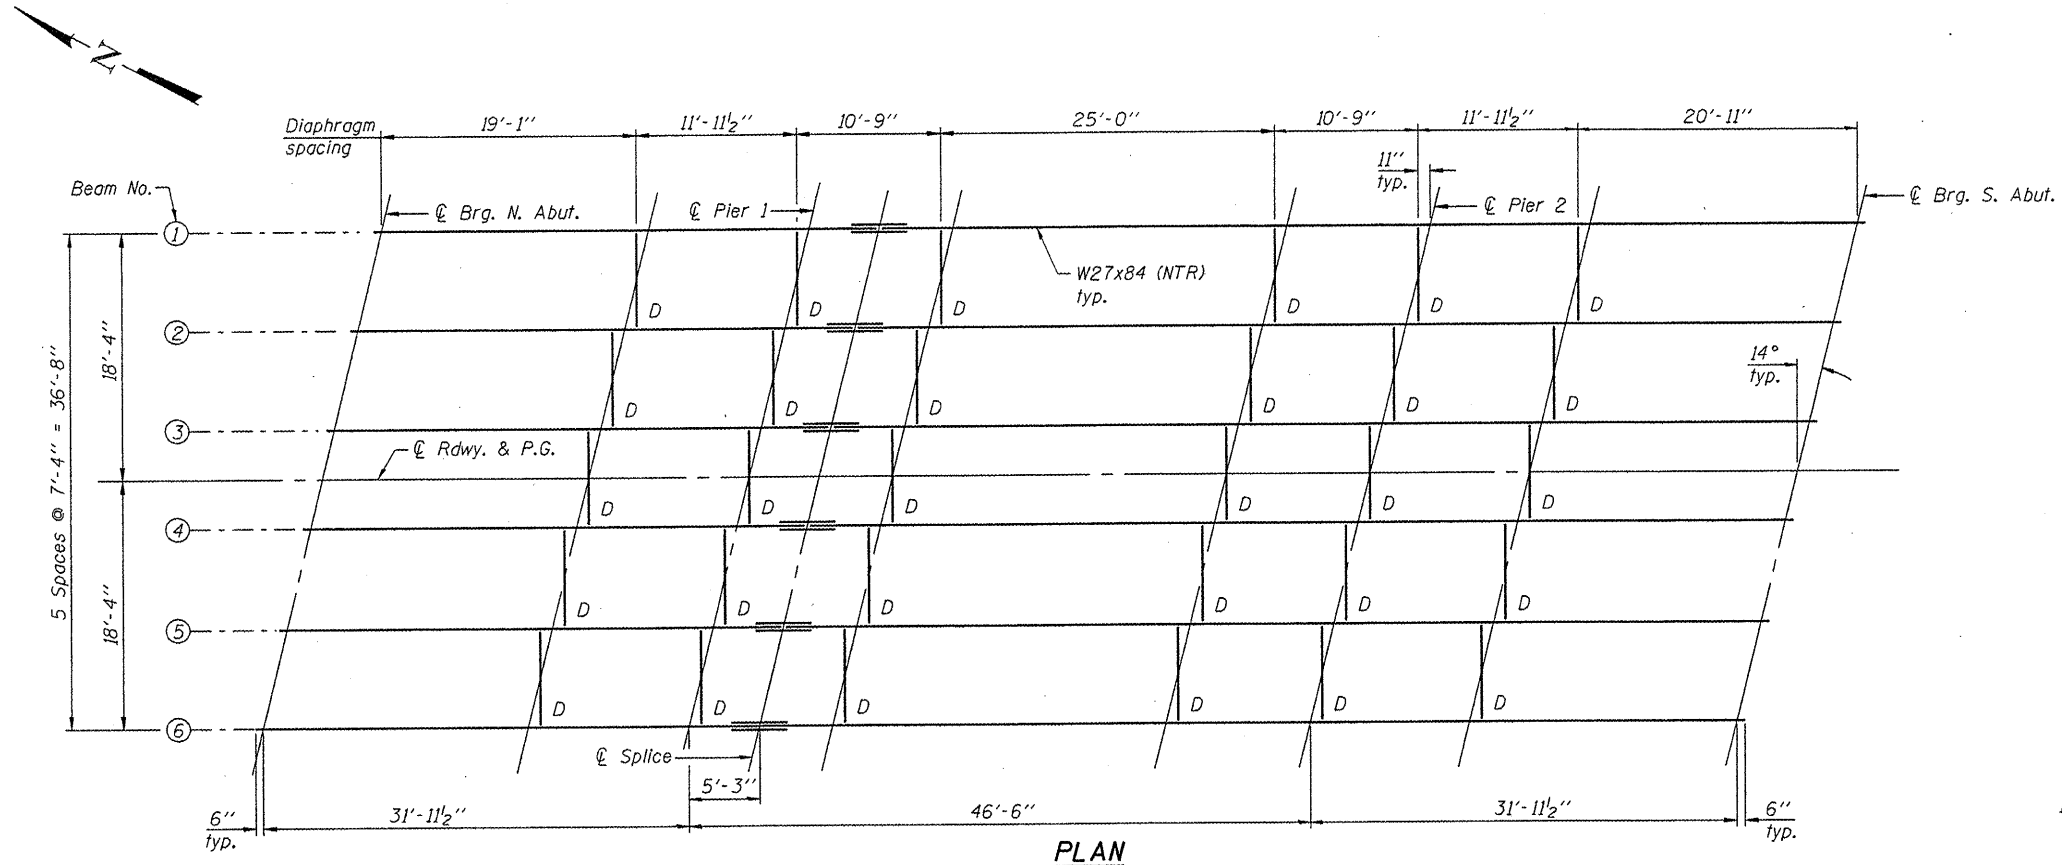 N
Diaphragm
spacing
19'-1"
11'-11½"
10'-9"
25'-0"
10'-9"
11'-11½"
20'-11"
11"
typ.
Beam No.
℄ Brg. N. Abut.
℄ Pier 1
℄ Pier 2
℄ Brg. S. Abut.
1
W27x84 (NTR)
typ.
D D D D D D
2
18'-4"
14°
typ.
D D D D D D
3
℄ Rdwy. & P.G.
5 Spaces @ 7'-4" = 36'-8"
D D D D D D
4
18'-4"
D D D D D D
5
D D D D D D
6
℄ Splice
5'-3"
6"
typ.
31'-11½"
46'-6"
31'-11½"
6"
typ.
PLAN